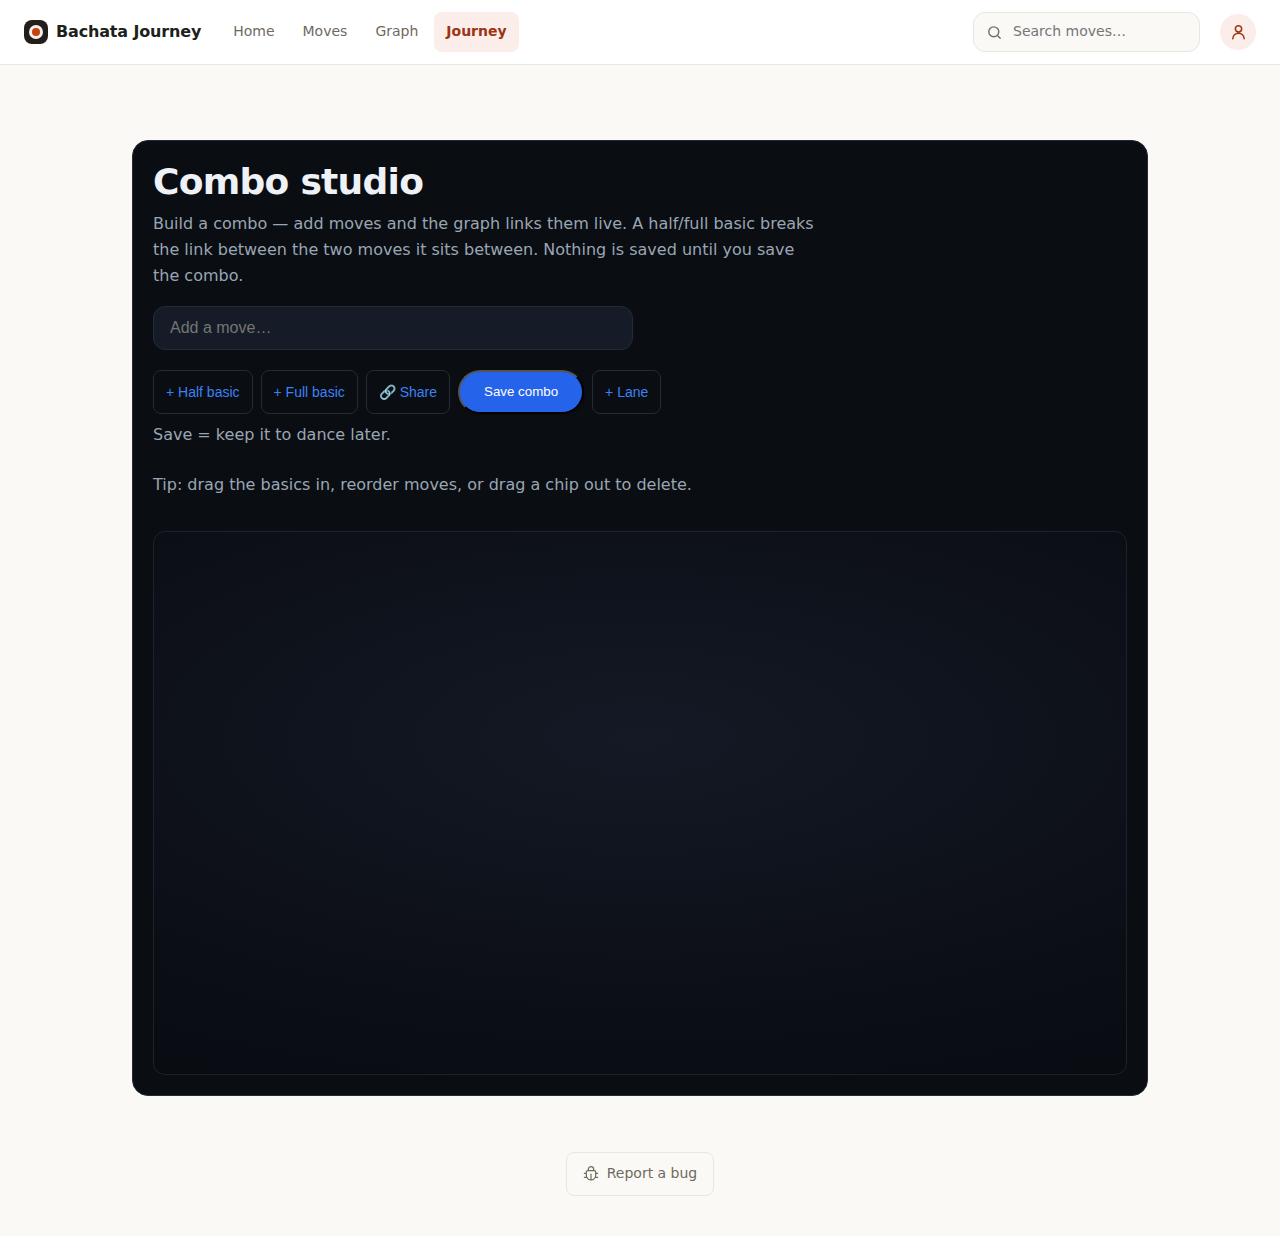 Bachata Journey
Home
Moves
Graph
Journey
Search moves…
Combo studio
Build a combo — add moves and the graph links them live. A half/full basic breaks
the link between the two moves it sits between. Nothing is saved until you save
the combo.
Add a move…
+ Half basic
+ Full basic
🔗 Share
Save combo
+ Lane
Save = keep it to dance later.
Tip: drag the basics in, reorder moves, or drag a chip out to delete.
Report a bug